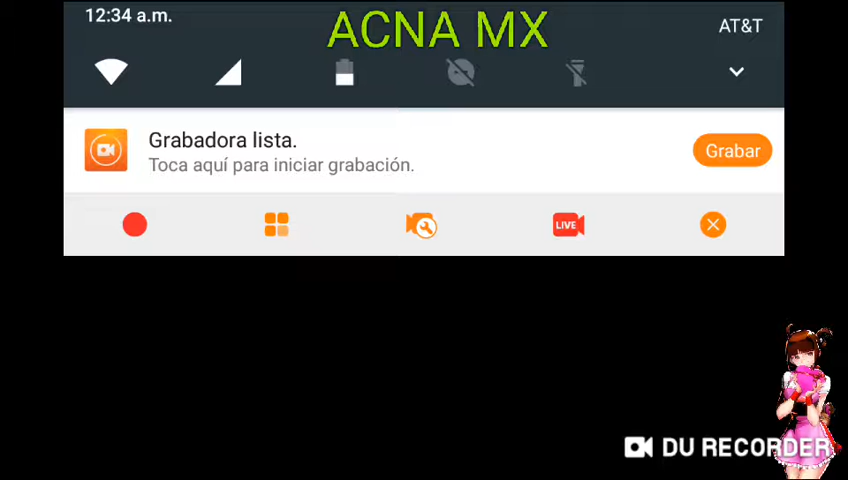 12:34 a.m.
ACNA MX
AT&T
Grabadora lista.
Toca aquí para iniciar grabación.
Grabar
LIVE
DU RECORDER